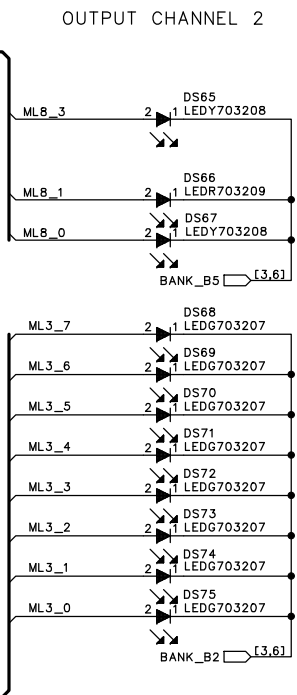 OUTPUT CHANNEL 2
DS65
ML8_3 2 1 LEDY703208
DS66
ML8_1 2 1 LEDR703209
DS67
ML8_0 2 1 LEDY703208
BANK_B5 [3,6]
DS68
ML3_7 2 1 LEDG703207
DS69
ML3_6 2 1 LEDG703207
DS70
ML3_5 2 1 LEDG703207
DS71
ML3_4 2 1 LEDG703207
DS72
ML3_3 2 1 LEDG703207
DS73
ML3_2 2 1 LEDG703207
DS74
ML3_1 2 1 LEDG703207
DS75
ML3_0 2 1 LEDG703207
BANK_B2 [3,6]